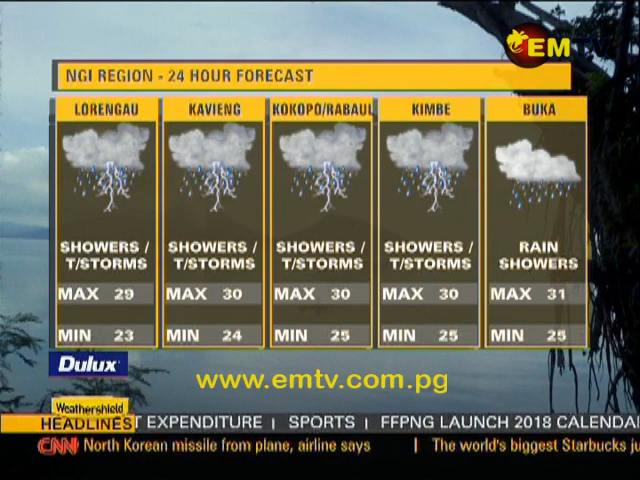 EMTV
NGI REGION - 24 HOUR FORECAST
LORENGAU KAVIENG KOKOPO/RABAUL KIMBE BUKA
SHOWERS / SHOWERS / SHOWERS / SHOWERS / RAIN
T/STORMS T/STORMS T/STORMS T/STORMS SHOWERS
MAX 29 MAX 30 MAX 30 MAX 30 MAX 31
MIN 23 MIN 24 MIN 25 MIN 25 MIN 25
Dulux
www.emtv.com.pg
Weathershield
HEADLINES T EXPENDITURE | SPORTS | FFPNG LAUNCH 2018 CALENDA
CNN North Korean missile from plane, airline says | The world's biggest Starbucks ju